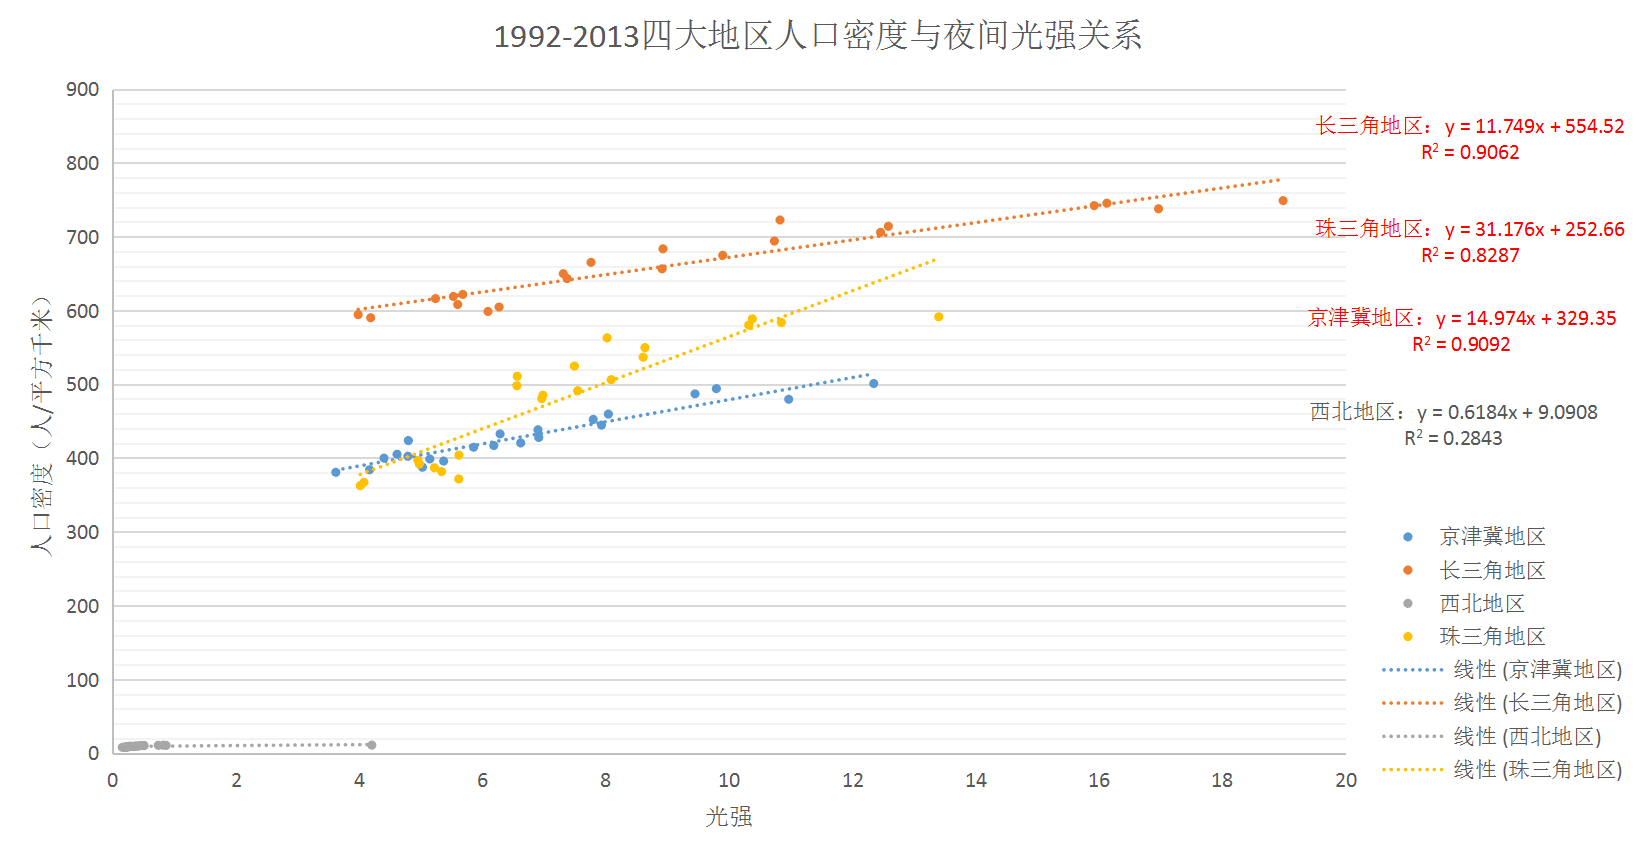 1992-2013四大地区人口密度与夜间光强关系
900
800
700
600
500
400
300
200
100
0
人口密度（人/平方千米）
0 2 4 6 8 10 12 14 16 18 20
光强
长三角地区：y = 11.749x + 554.52
R² = 0.9062
珠三角地区：y = 31.176x + 252.66
R² = 0.8287
京津冀地区：y = 14.974x + 329.35
R² = 0.9092
西北地区：y = 0.6184x + 9.0908
R² = 0.2843
京津冀地区
长三角地区
西北地区
珠三角地区
线性 (京津冀地区)
线性 (长三角地区)
线性 (西北地区)
线性 (珠三角地区)